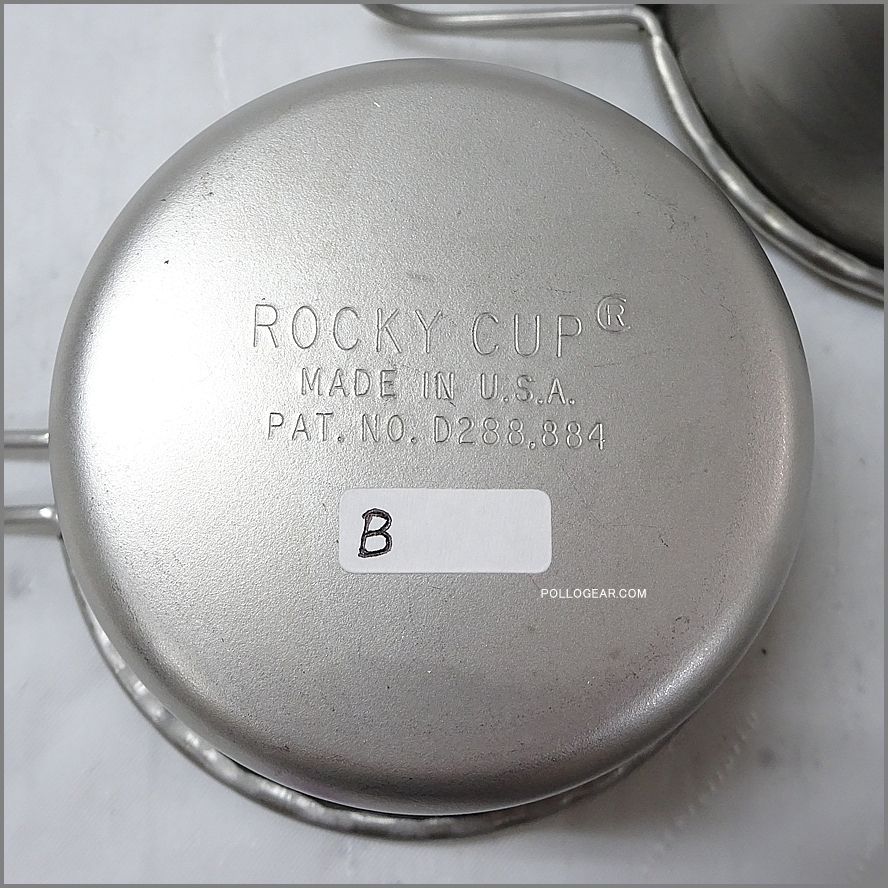 ROCKY CUP®
MADE IN U.S.A.
PAT. NO. D288,884
B
POLLOGEAR.COM